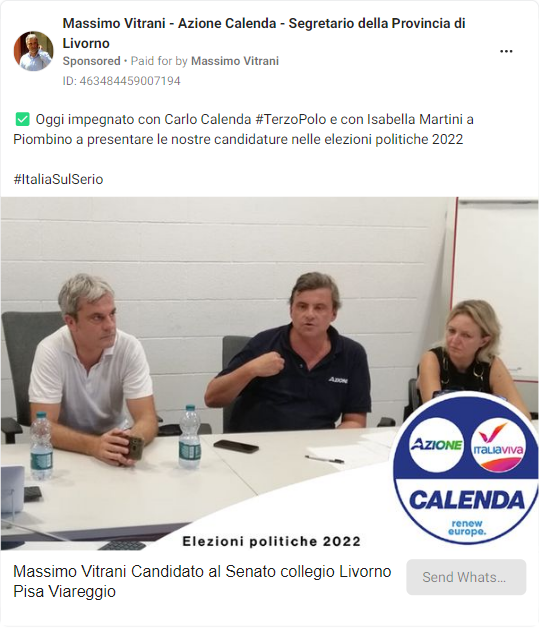 Massimo Vitrani - Azione Calenda - Segretario della Provincia di
Livorno
Sponsored • Paid for by Massimo Vitrani
ID: 463484459007194
✅ Oggi impegnato con Carlo Calenda #TerzoPolo e con Isabella Martini a
Piombino a presentare le nostre candidature nelle elezioni politiche 2022
#ItaliaSulSerio
AZIONE
AZIONE
ITALIAVIVA
CALENDA
renew
europe.
Elezioni politiche 2022
Massimo Vitrani Candidato al Senato collegio Livorno
Pisa Viareggio
Send Whats...